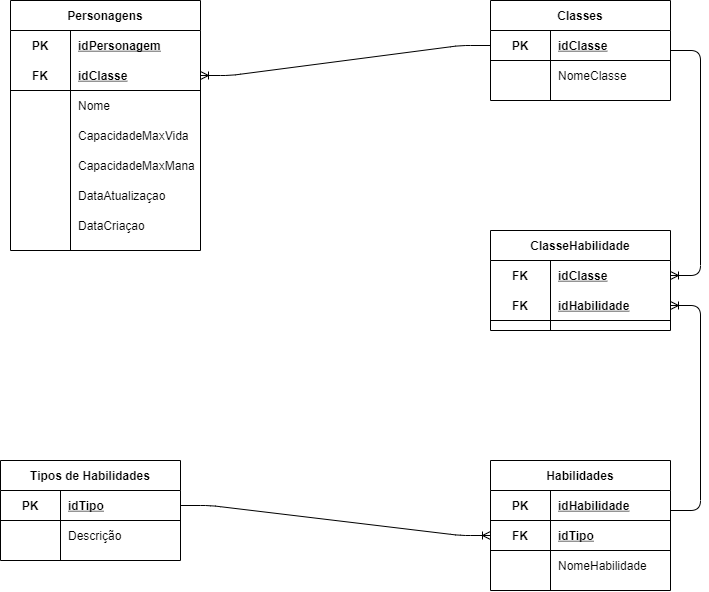 Personagens
PK idPersonagem
FK idClasse
Nome
CapacidadeMaxVida
CapacidadeMaxMana
DataAtualizaçao
DataCriaçao
Classes
PK idClasse
NomeClasse
ClasseHabilidade
FK idClasse
FK idHabilidade
Tipos de Habilidades
PK idTipo
Descrição
Habilidades
PK idHabilidade
FK idTipo
NomeHabilidade